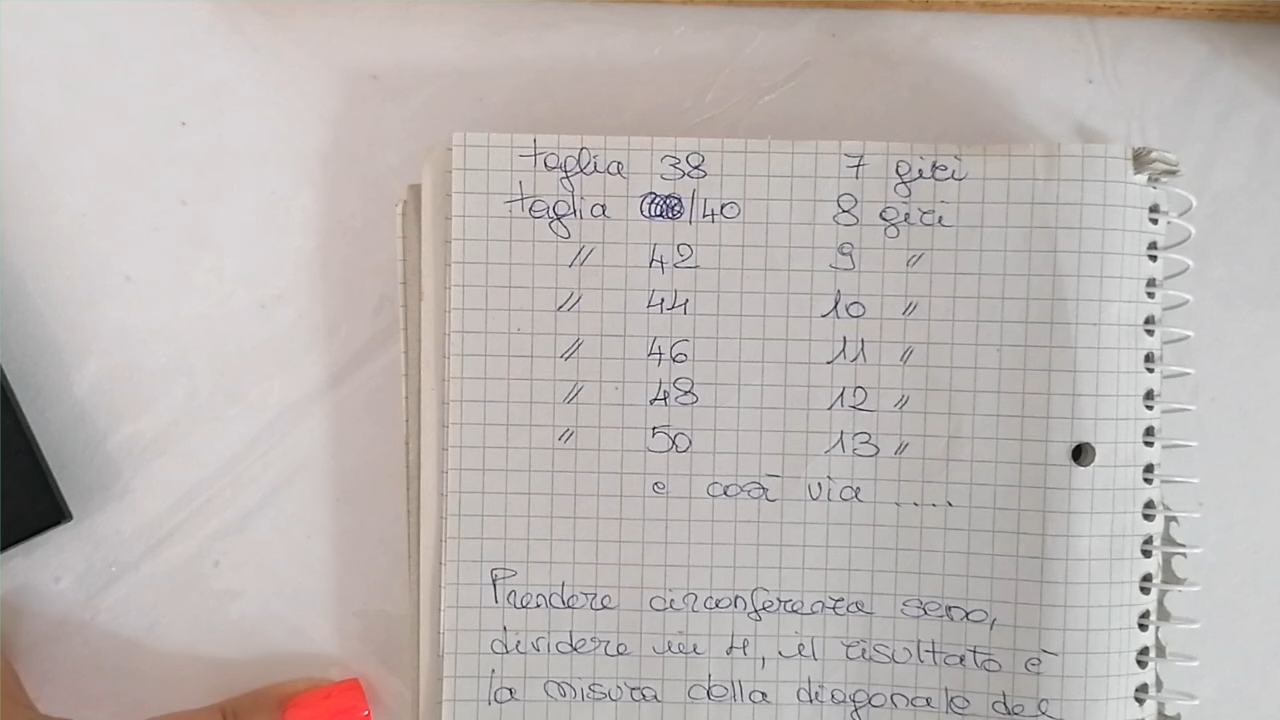 taglia 38 7 giri
taglia /40 8 giri
" 42 9 "
" 44 10 "
" 46 11 "
" 48 12 "
" 50 13 "
e così via ....
Prendere circonferenza seno,
dividere in 4, il risultato è
la misura della diagonale del